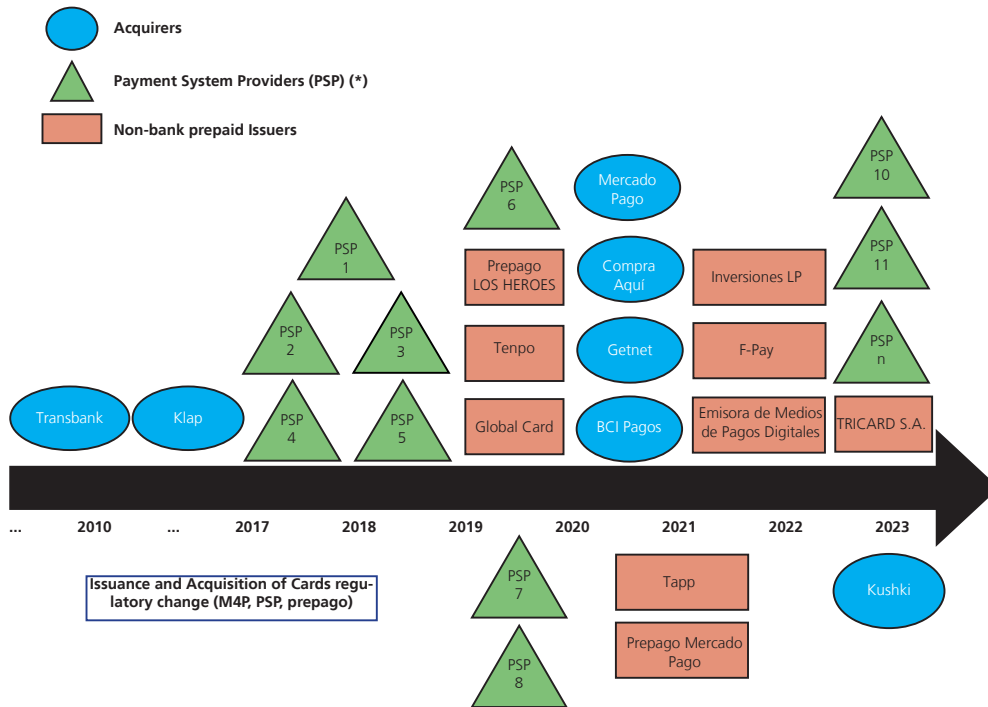 Acquirers
Payment System Providers (PSP) (*)
Non-bank prepaid Issuers
PSP
10
PSP
6
Mercado
Pago
PSP
1
PSP
11
Prepago
LOS HEROES
Compra
Aquí
Inversiones LP
PSP
2
PSP
3
Tenpo
Getnet
F-Pay
PSP
n
Transbank
Klap
PSP
4
PSP
5
Global Card
BCI Pagos
Emisora de Medios
de Pagos Digitales
TRICARD S.A.
... 2010 ... 2017 2018 2019 2020 2021 2022 2023
Issuance and Acquisition of Cards regu-
latory change (M4P, PSP, prepago)
PSP
7
Tapp
Kushki
PSP
8
Prepago Mercado
Pago